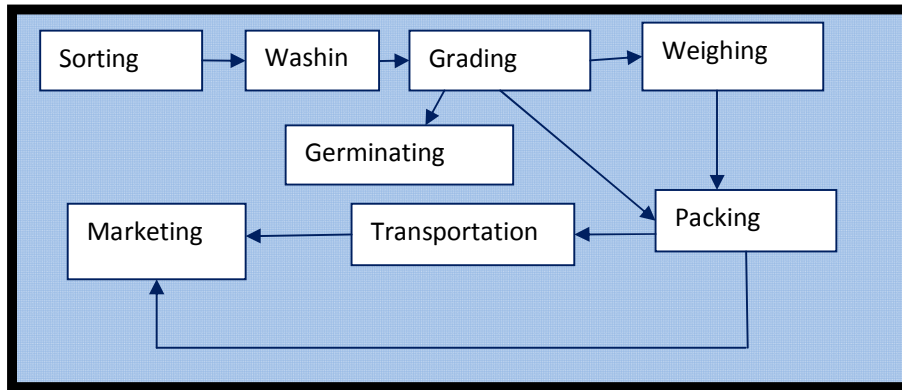 Sorting
Washin
Grading
Weighing
Germinating
Marketing
Transportation
Packing